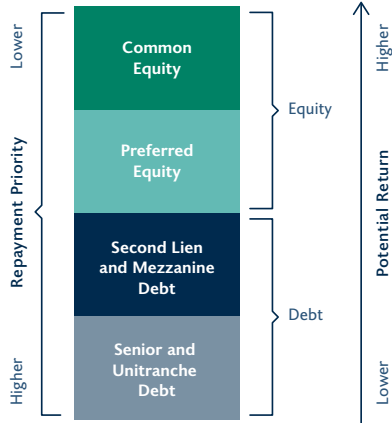 Lower
Repayment Priority
Higher
Common
Equity
Preferred
Equity
Second Lien
and Mezzanine
Debt
Senior and
Unitranche
Debt
Equity
Debt
Higher
Potential Return
Lower